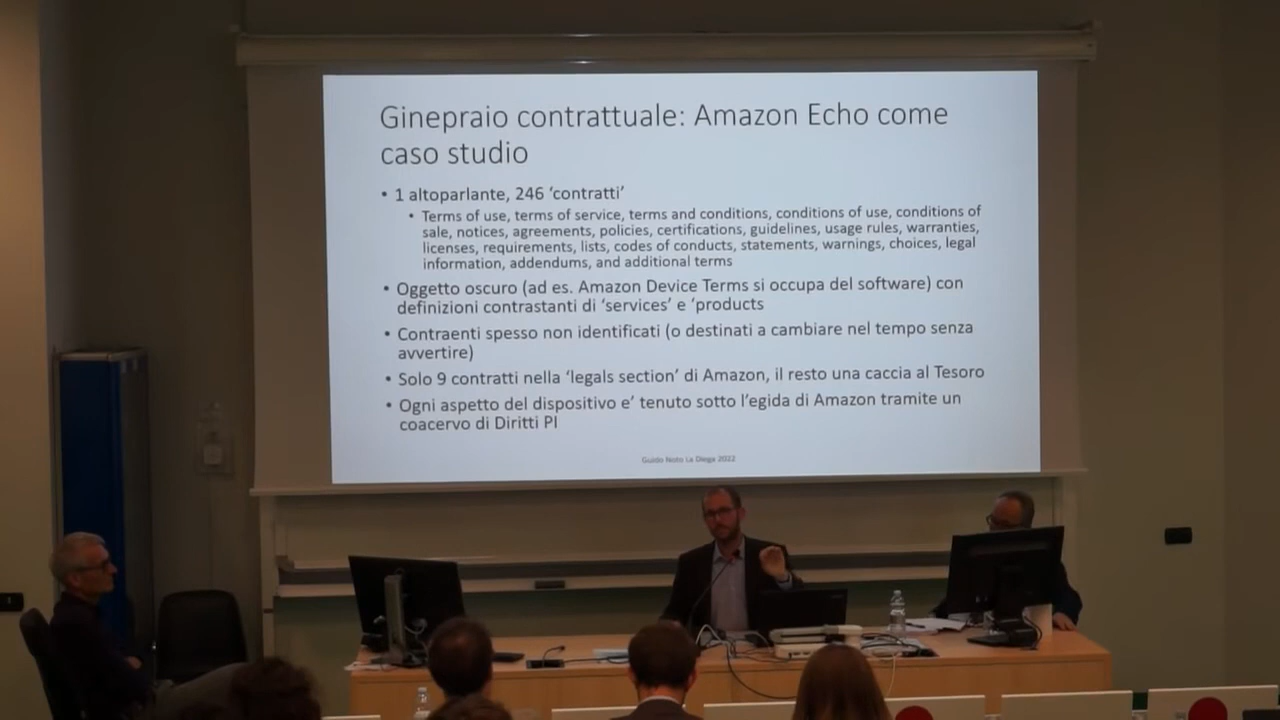 Ginepraio contrattuale: Amazon Echo come
caso studio
• 1 altoparlante, 246 ‘contratti’
• Terms of use, terms of service, terms and conditions, conditions of use, conditions of
sale, notices, agreements, policies, certifications, guidelines, usage rules, warranties,
licenses, requirements, lists, codes of conducts, statements, warnings, choices, legal
information, addendums, and additional terms
• Oggetto oscuro (ad es. Amazon Device Terms si occupa del software) con
definizioni contrastanti di ‘services’ e ‘products
• Contraenti spesso non identificati (o destinati a cambiare nel tempo senza
avvertire)
• Solo 9 contratti nella ‘legals section’ di Amazon, il resto una caccia al Tesoro
• Ogni aspetto del dispositivo e’ tenuto sotto l’egida di Amazon tramite un
coacervo di Diritti PI
Guido Noto La Diega 2022